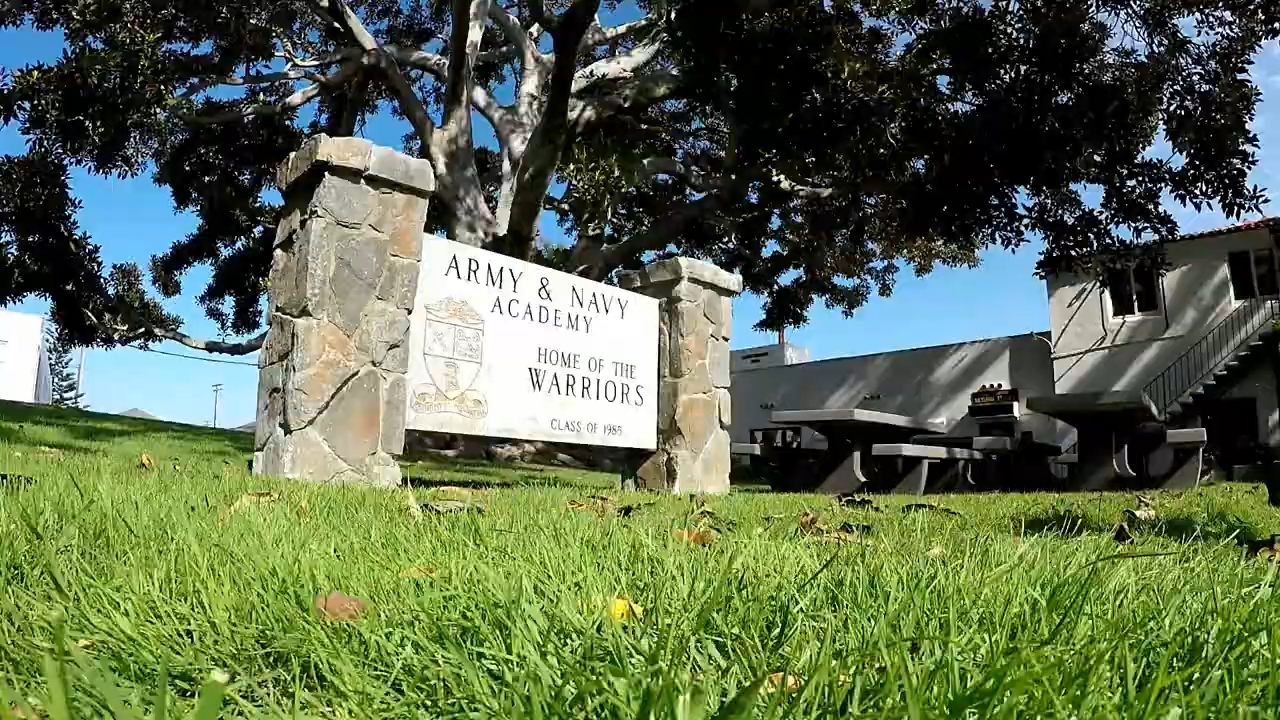 ARMY & NAVY
ACADEMY
HOME OF THE
WARRIORS
CLASS OF 1985